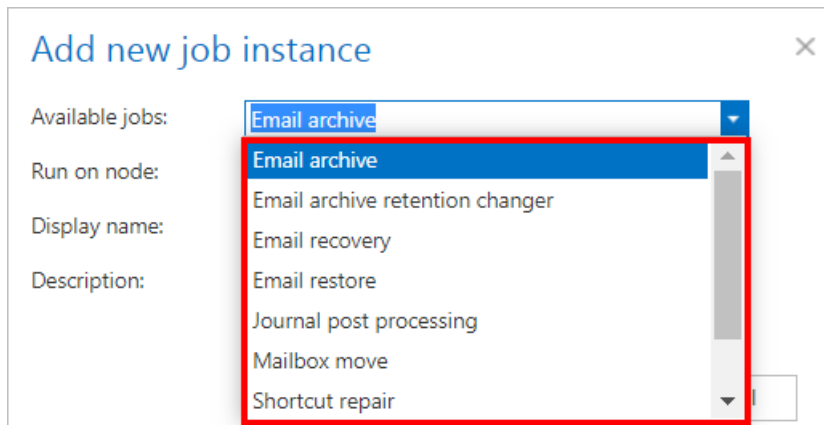 Add new job instance
Available jobs:
Email archive
Run on node:
Display name:
Description:
Email archive
Email archive retention changer
Email recovery
Email restore
Journal post processing
Mailbox move
Shortcut repair